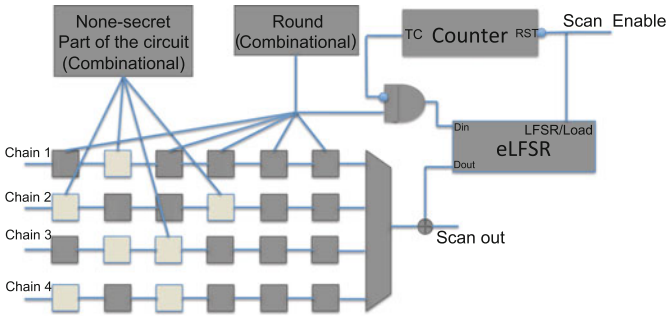 None-secret
Part of the circuit
(Combinational)
Round
(Combinational)
TC Counter RST
Scan Enable
Din
LFSR/Load
eLFSR
Dout
Chain 1
Chain 2
Chain 3
Chain 4
Scan out